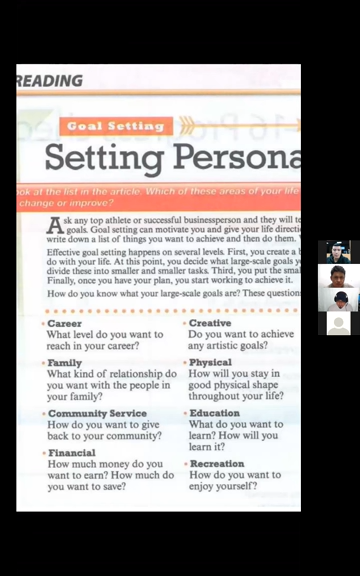 READING
Goal Setting
Setting Persona
ook at the list in the article. Which of these areas of your life
change or improve?
Ask any top athlete or successful businessperson and they will te
goals. Goal setting can motivate you and give your life directi
write down a list of things you want to achieve and then do them.
Effective goal setting happens on several levels. First, you create a b
do with your life. At this point, you decide what large-scale goals y
divide these into smaller and smaller tasks. Third, you put the smal
Finally, once you have your plan, you start working to achieve it.
How do you know what your large-scale goals are? These question
• Career
What level do you want to
reach in your career?
• Family
What kind of relationship do
you want with the people in
your family?
• Community Service
How do you want to give
back to your community?
• Financial
How much money do you
want to earn? How much do
you want to save?
• Creative
Do you want to achieve
any artistic goals?
• Physical
How will you stay in
good physical shape
throughout your life?
• Education
What do you want to
learn? How will you
learn it?
• Recreation
How do you want to
enjoy yourself?